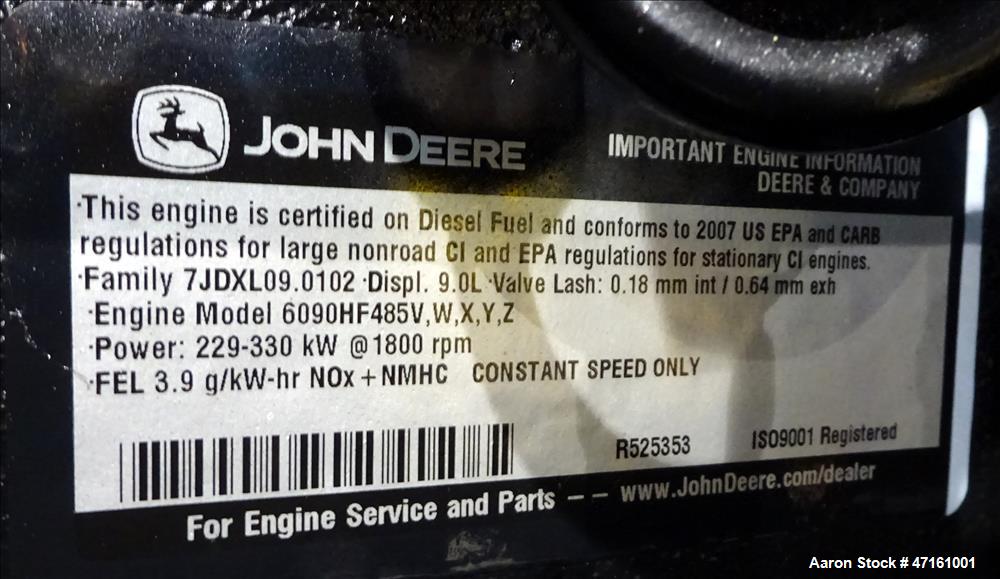 JOHN DEERE
IMPORTANT ENGINE INFORMATION
DEERE & COMPANY
·This engine is certified on Diesel Fuel and conforms to 2007 US EPA and CARB
regulations for large nonroad CI and EPA regulations for stationary CI engines.
·Family 7JDXL09.0102 ·Displ. 9.0L ·Valve Lash: 0.18 mm int / 0.64 mm exh
·Engine Model 6090HF485V,W,X,Y,Z
·Power: 229-330 kW @1800 rpm
·FEL 3.9 g/kW-hr NOx + NMHC CONSTANT SPEED ONLY
R525353 ISO9001 Registered
For Engine Service and Parts – – www.JohnDeere.com/dealer
Aaron Stock # 47161001